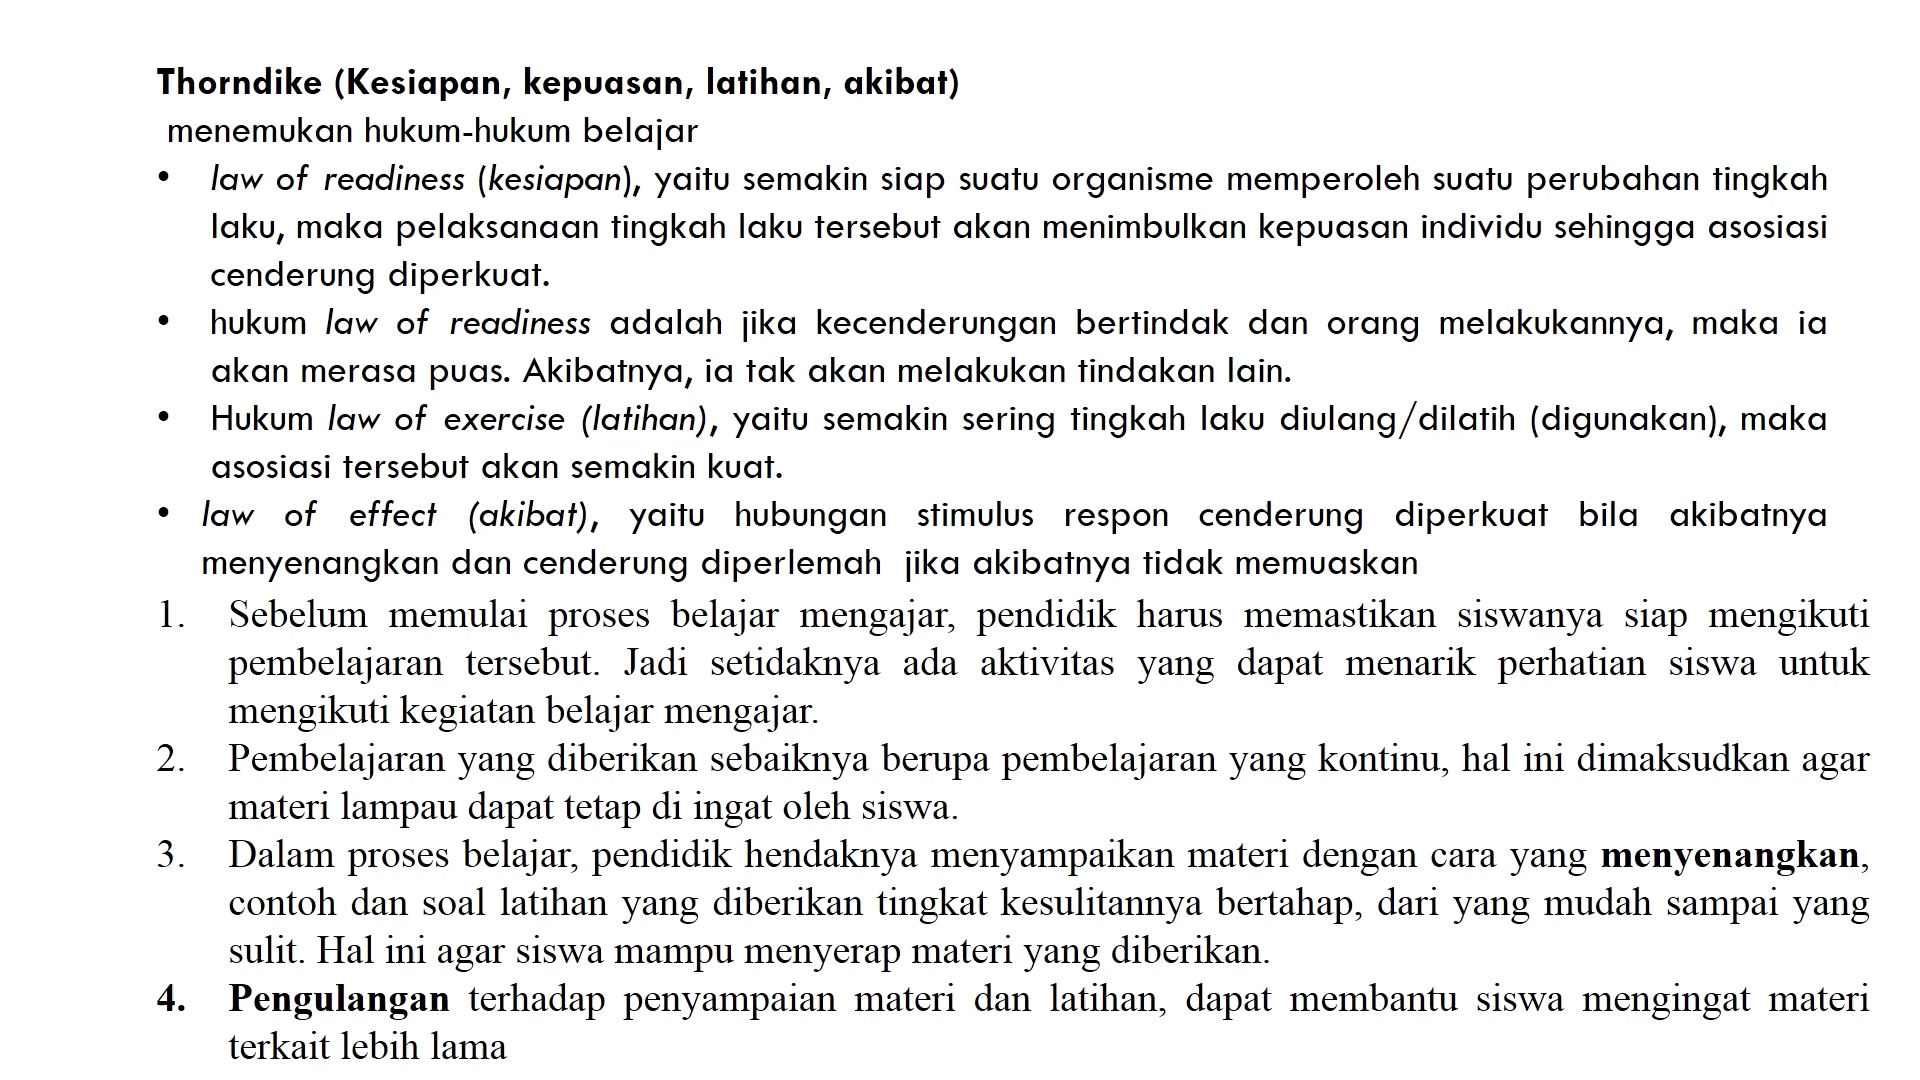 Thorndike (Kesiapan, kepuasan, latihan, akibat)
menemukan hukum-hukum belajar
• law of readiness (kesiapan), yaitu semakin siap suatu organisme memperoleh suatu perubahan tingkah
laku, maka pelaksanaan tingkah laku tersebut akan menimbulkan kepuasan individu sehingga asosiasi
cenderung diperkuat.
• hukum law of readiness adalah jika kecenderungan bertindak dan orang melakukannya, maka ia
akan merasa puas. Akibatnya, ia tak akan melakukan tindakan lain.
• Hukum law of exercise (latihan), yaitu semakin sering tingkah laku diulang/dilatih (digunakan), maka
asosiasi tersebut akan semakin kuat.
• law of effect (akibat), yaitu hubungan stimulus respon cenderung diperkuat bila akibatnya
menyenangkan dan cenderung diperlemah jika akibatnya tidak memuaskan
1. Sebelum memulai proses belajar mengajar, pendidik harus memastikan siswanya siap mengikuti
pembelajaran tersebut. Jadi setidaknya ada aktivitas yang dapat menarik perhatian siswa untuk
mengikuti kegiatan belajar mengajar.
2. Pembelajaran yang diberikan sebaiknya berupa pembelajaran yang kontinu, hal ini dimaksudkan agar
materi lampau dapat tetap di ingat oleh siswa.
3. Dalam proses belajar, pendidik hendaknya menyampaikan materi dengan cara yang menyenangkan,
contoh dan soal latihan yang diberikan tingkat kesulitannya bertahap, dari yang mudah sampai yang
sulit. Hal ini agar siswa mampu menyerap materi yang diberikan.
4. Pengulangan terhadap penyampaian materi dan latihan, dapat membantu siswa mengingat materi
terkait lebih lama